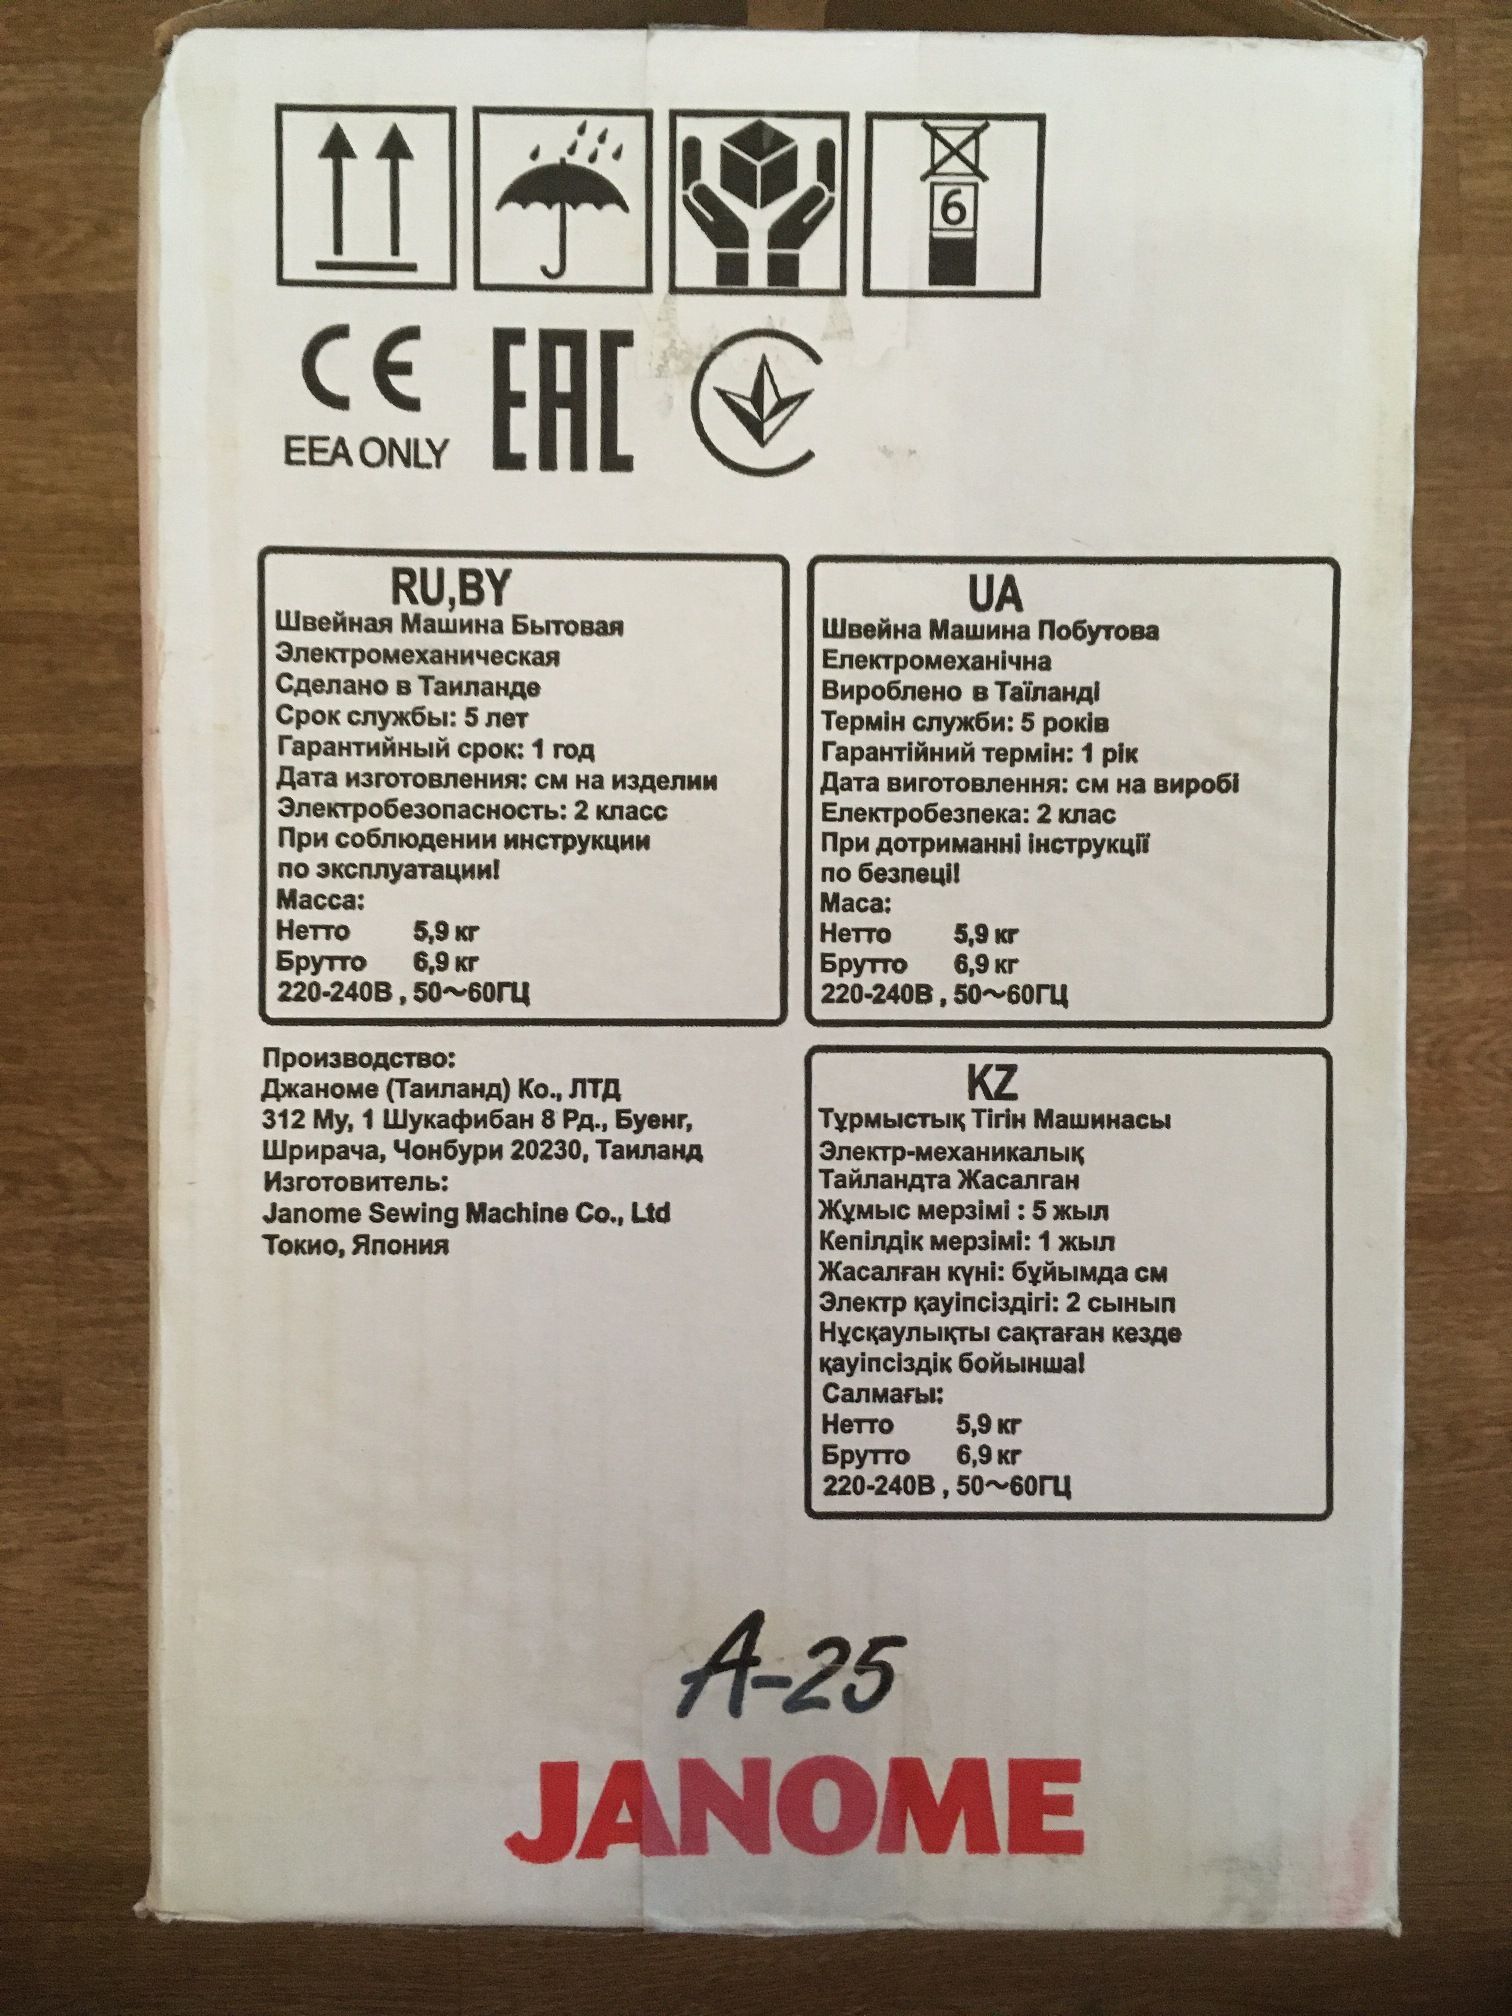 6
CE
EEA ONLY
EAC
RU,BY
Швейная Машина Бытовая
Электромеханическая
Сделано в Таиланде
Срок службы: 5 лет
Гарантийный срок: 1 год
Дата изготовления: см на изделии
Электробезопасность: 2 класс
При соблюдении инструкции
по эксплуатации!
Масса:
Нетто 5,9 кг
Брутто 6,9 кг
220-240В , 50～60ГЦ
UA
Швейна Машина Побутова
Електромеханічна
Вироблено в Таїланді
Термін служби: 5 років
Гарантійний термін: 1 рік
Дата виготовлення: см на виробі
Електробезпека: 2 клас
При дотриманні інструкції
по безпеці!
Маса:
Нетто 5,9 кг
Брутто 6,9 кг
220-240В , 50～60ГЦ
Производство:
Джаноме (Таиланд) Ко., ЛТД
312 Му, 1 Шукафибан 8 Рд., Буенг,
Шрирача, Чонбури 20230, Таиланд
Изготовитель:
Janome Sewing Machine Co., Ltd
Токио, Япония
KZ
Тұрмыстық Тігін Машинасы
Электр-механикалық
Тайландта Жасалган
Жұмыс мерзімі : 5 жыл
Кепілдік мерзімі: 1 жыл
Жасалған күні: бұйымда см
Электр қауіпсіздігі: 2 сынып
Нұсқаулықты сақтаған кезде
қауіпсіздік бойынша!
Салмағы:
Нетто 5,9 кг
Брутто 6,9 кг
220-240В , 50～60ГЦ
A-25
JANOME